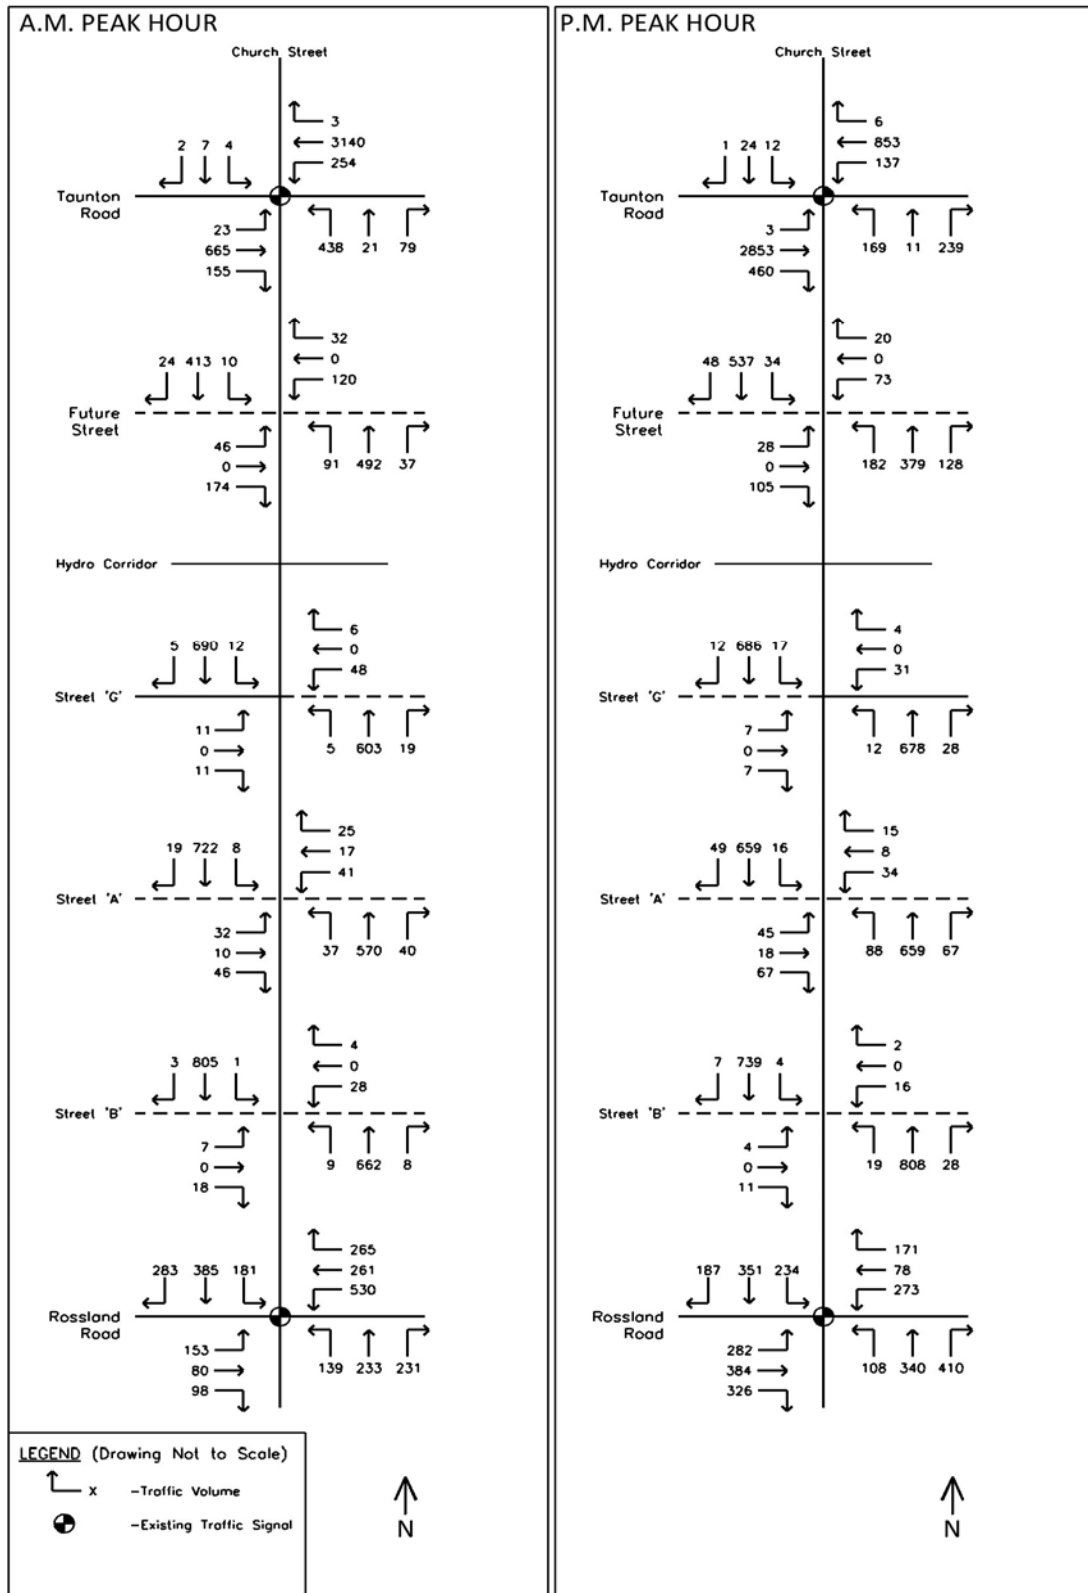 A.M. PEAK HOUR
Church Street
3
2 7 4 3140
254
Taunton
Road
23
665 438 21 79
155
32
24 413 10 0
120
Future
Street
46
0 91 492 37
174
Hydro Corridor
6
5 690 12 0
48
Street 'G'
11
0 5 603 19
11
25
19 722 8 17
41
Street 'A'
32
10 37 570 40
46
4
3 805 1 0
28
Street 'B'
7
0 9 662 8
18
265
283 385 181 261
530
Rossland
Road
153
80 139 233 231
98
LEGEND (Drawing Not to Scale)
x -Traffic Volume
-Existing Traffic Signal
N
P.M. PEAK HOUR
Church Street
6
1 24 12 853
137
Taunton
Road
3
2853 169 11 239
460
20
48 537 34 0
73
Future
Street
28
0 182 379 128
105
Hydro Corridor
4
12 686 17 0
31
Street 'G'
7
0 12 678 28
7
15
49 659 16 8
34
Street 'A'
45
18 88 659 67
67
2
7 739 4 0
16
Street 'B'
4
0 19 808 28
11
171
187 351 234 78
273
Rossland
Road
282
384 108 340 410
326
N